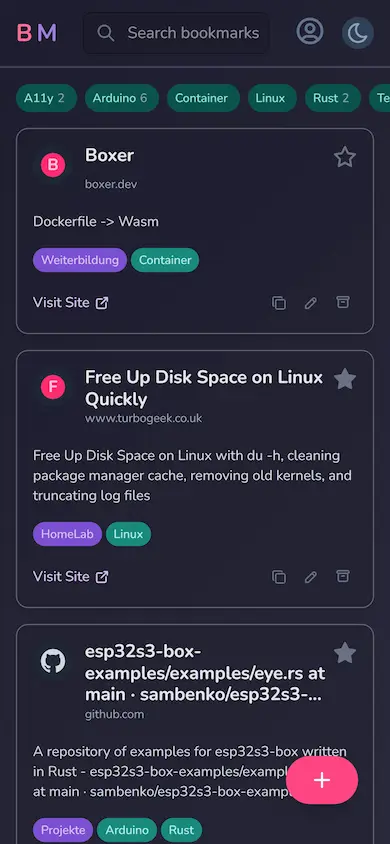 B M
Search bookmarks
A11y 2
Arduino 6
Container
Linux
Rust 2
Te
B
Boxer
boxer.dev
Dockerfile -> Wasm
Weiterbildung
Container
Visit Site
F
Free Up Disk Space on Linux
Quickly
www.turbogeek.co.uk
Free Up Disk Space on Linux with du -h, cleaning
package manager cache, removing old kernels, and
truncating log files
HomeLab
Linux
Visit Site
esp32s3-box-
examples/examples/eye.rs at
main · sambenko/esp32s3-...
github.com
A repository of examples for esp32s3-box written
in Rust - esp32s3-box-examples/exampl
at main · sambenko/esp32s3-box-examp
Projekte
Arduino
Rust